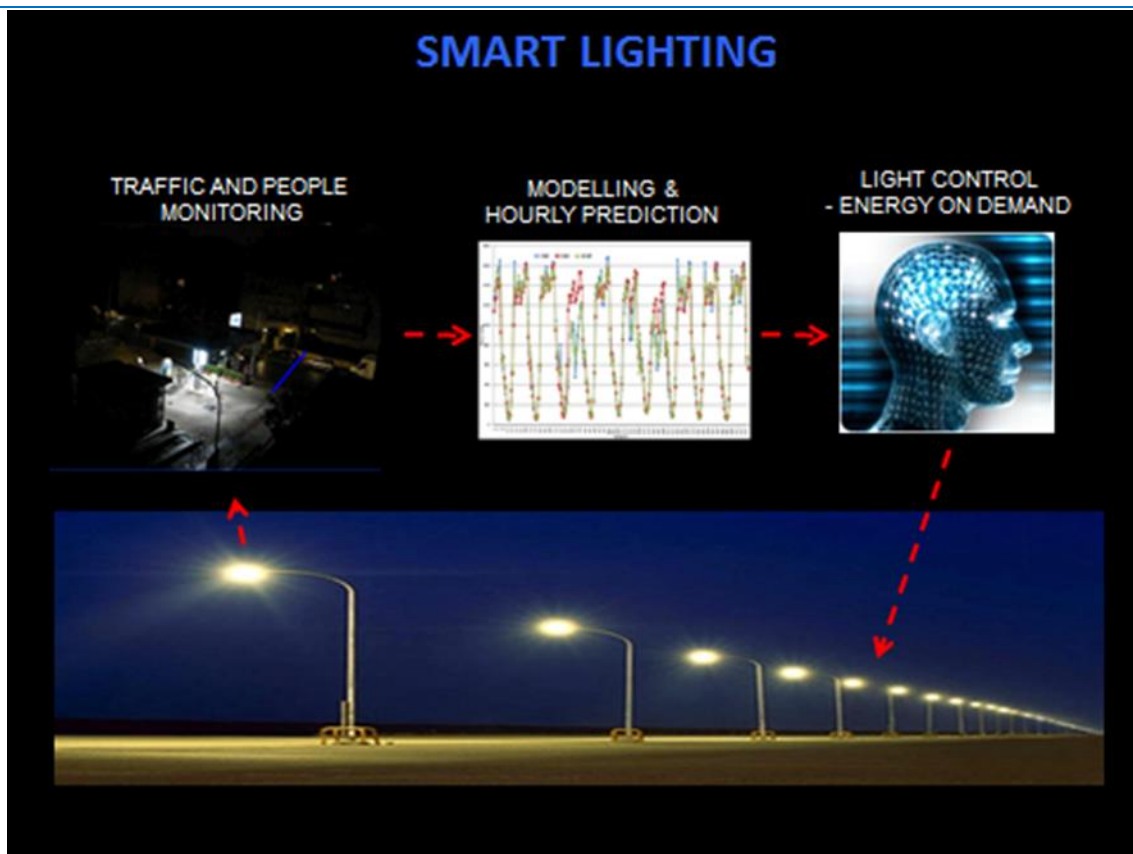 SMART LIGHTING
TRAFFIC AND PEOPLE
MONITORING
MODELLING &
HOURLY PREDICTION
LIGHT CONTROL
- ENERGY ON DEMAND